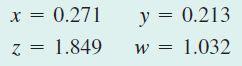 x = 0.271 y = 0.213
z = 1.849 w = 1.032